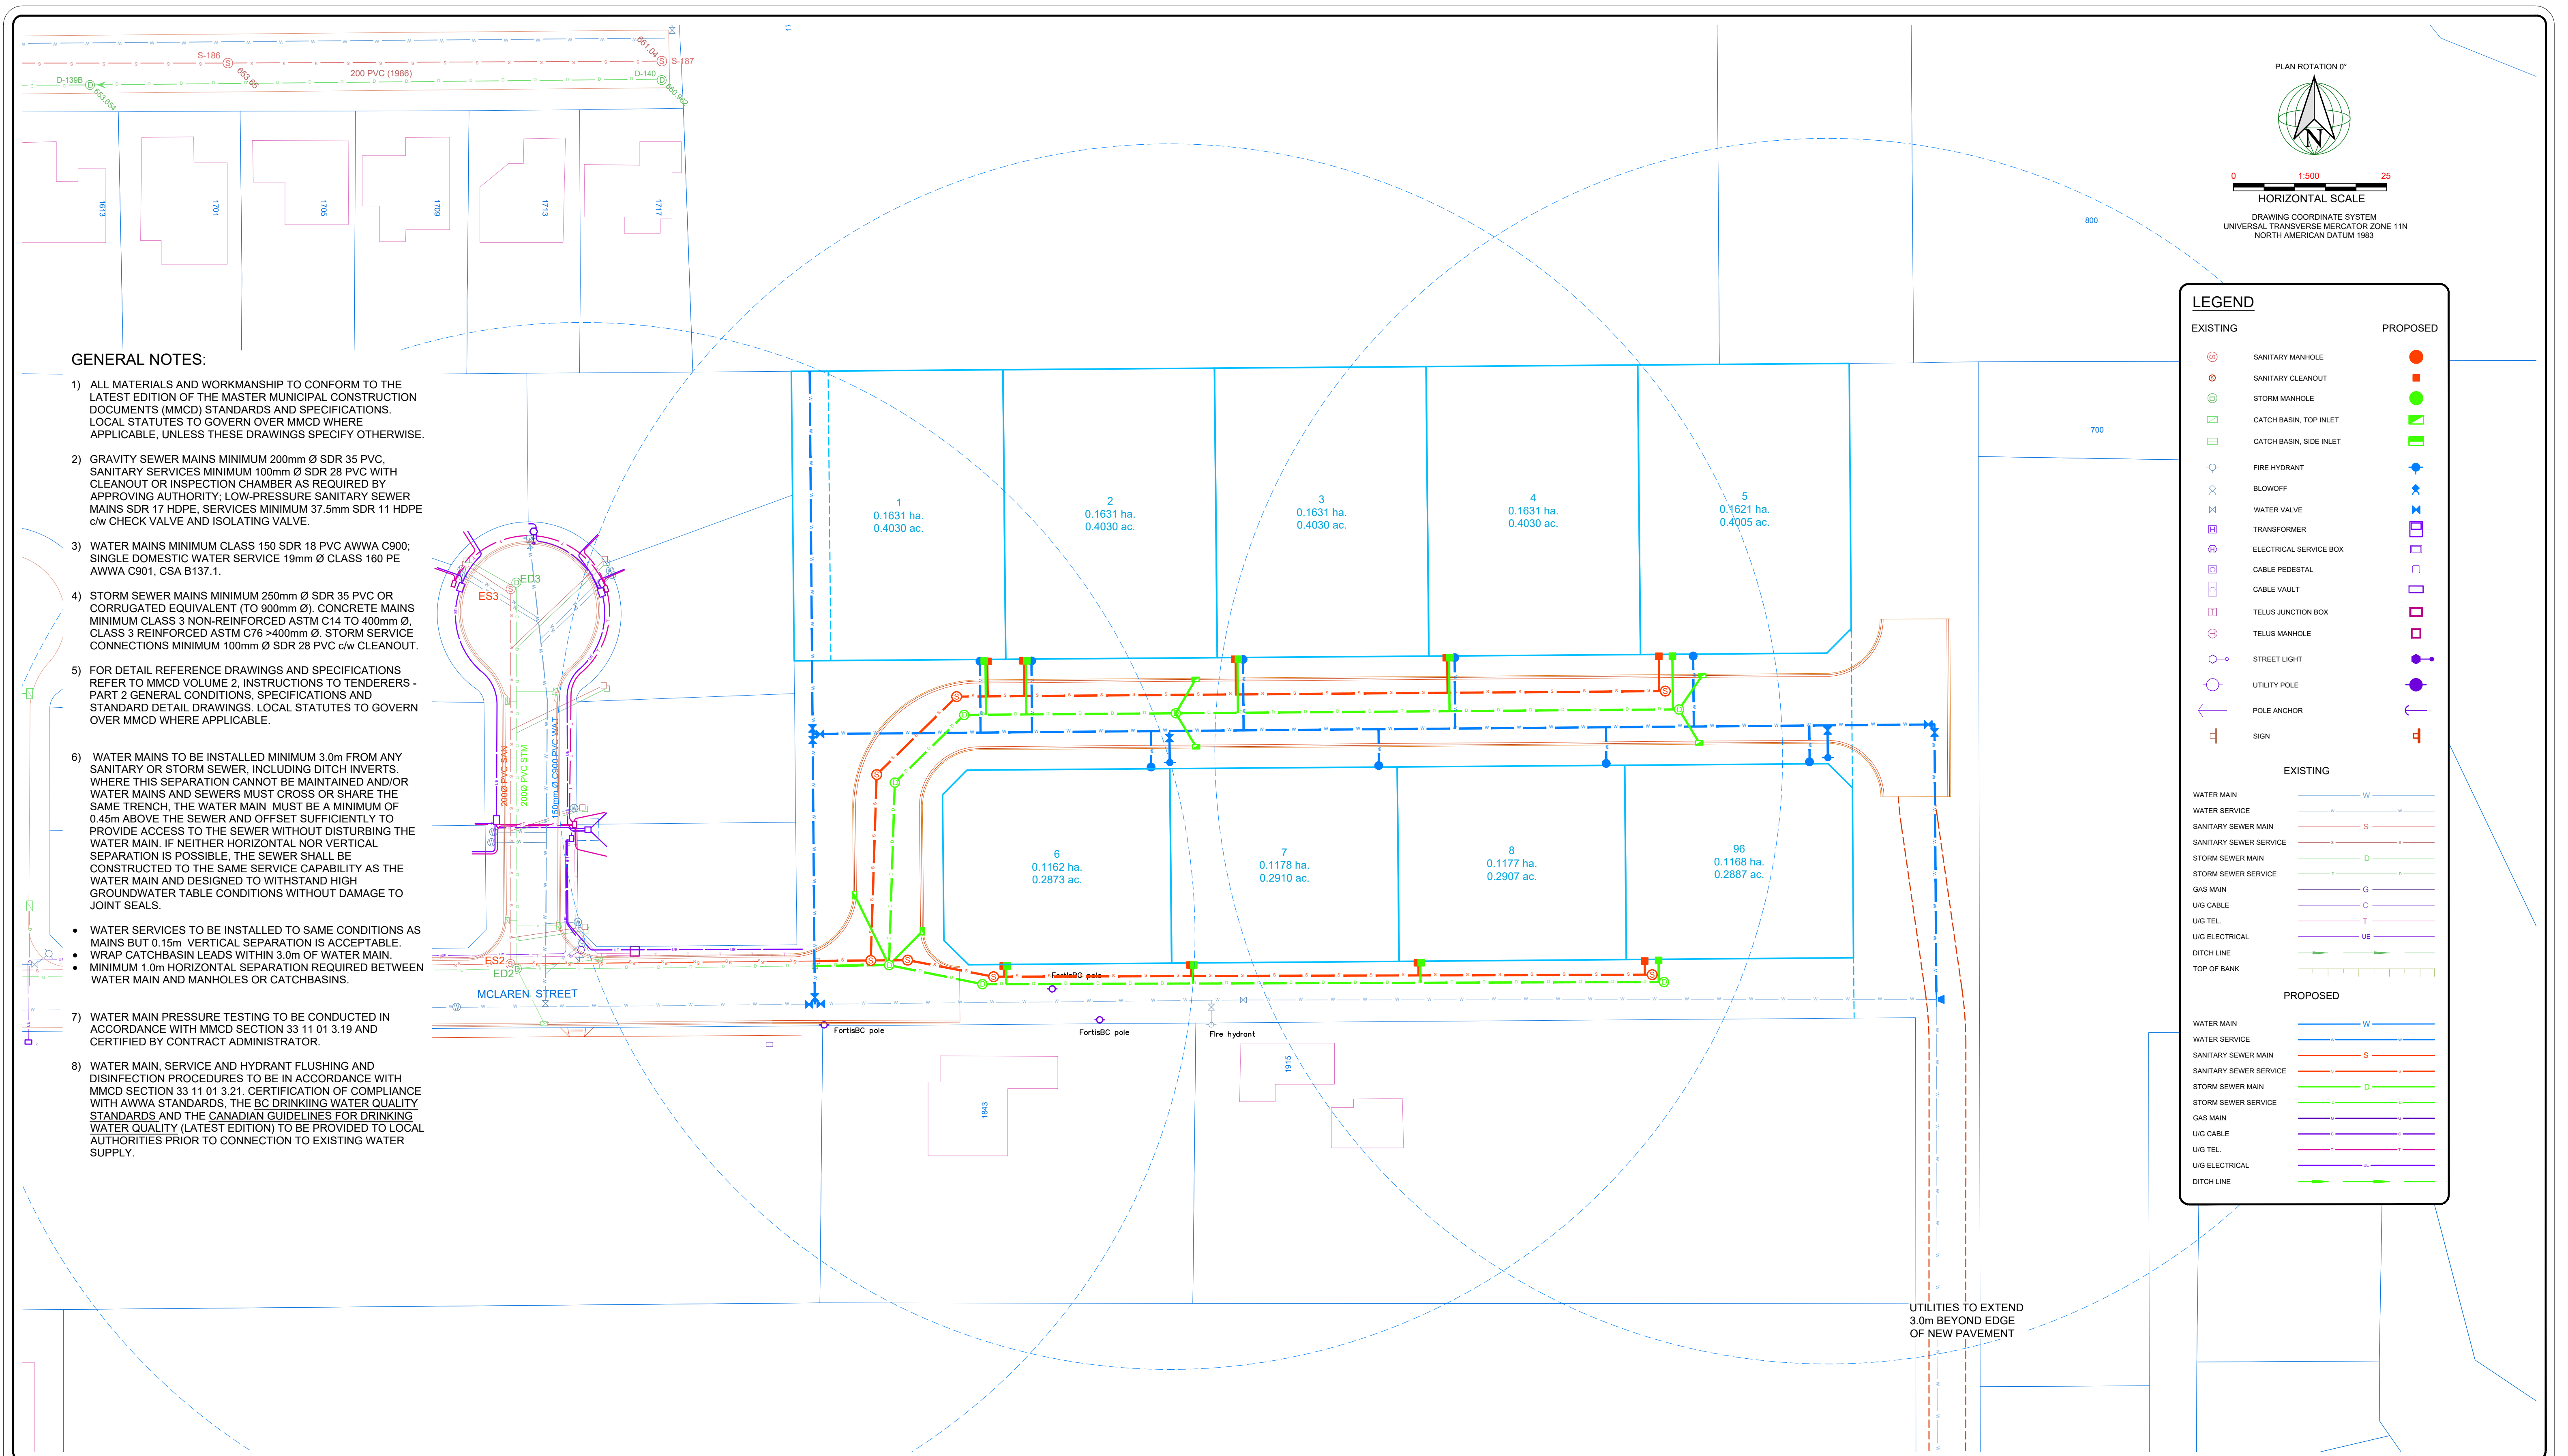 S-186
661.04
S-187
653.65
200 PVC (1986)
D-139B
D-140
653.654
660.962
1613
1701
1705
1709
1713
1717
PLAN ROTATION 0°
N
0 1:500 25
HORIZONTAL SCALE
DRAWING COORDINATE SYSTEM
UNIVERSAL TRANSVERSE MERCATOR ZONE 11N
NORTH AMERICAN DATUM 1983
800
700
GENERAL NOTES:
1) ALL MATERIALS AND WORKMANSHIP TO CONFORM TO THE
LATEST EDITION OF THE MASTER MUNICIPAL CONSTRUCTION
DOCUMENTS (MMCD) STANDARDS AND SPECIFICATIONS.
LOCAL STATUTES TO GOVERN OVER MMCD WHERE
APPLICABLE, UNLESS THESE DRAWINGS SPECIFY OTHERWISE.
2) GRAVITY SEWER MAINS MINIMUM 200mm Ø SDR 35 PVC,
SANITARY SERVICES MINIMUM 100mm Ø SDR 28 PVC WITH
CLEANOUT OR INSPECTION CHAMBER AS REQUIRED BY
APPROVING AUTHORITY; LOW-PRESSURE SANITARY SEWER
MAINS SDR 17 HDPE, SERVICES MINIMUM 37.5mm SDR 11 HDPE
c/w CHECK VALVE AND ISOLATING VALVE.
3) WATER MAINS MINIMUM CLASS 150 SDR 18 PVC AWWA C900;
SINGLE DOMESTIC WATER SERVICE 19mm Ø CLASS 160 PE
AWWA C901, CSA B137.1.
4) STORM SEWER MAINS MINIMUM 250mm Ø SDR 35 PVC OR
CORRUGATED EQUIVALENT (TO 900mm Ø). CONCRETE MAINS
MINIMUM CLASS 3 NON-REINFORCED ASTM C14 TO 400mm Ø,
CLASS 3 REINFORCED ASTM C76 >400mm Ø. STORM SERVICE
CONNECTIONS MINIMUM 100mm Ø SDR 28 PVC c/w CLEANOUT.
5) FOR DETAIL REFERENCE DRAWINGS AND SPECIFICATIONS
REFER TO MMCD VOLUME 2, INSTRUCTIONS TO TENDERERS -
PART 2 GENERAL CONDITIONS, SPECIFICATIONS AND
STANDARD DETAIL DRAWINGS. LOCAL STATUTES TO GOVERN
OVER MMCD WHERE APPLICABLE.
6) WATER MAINS TO BE INSTALLED MINIMUM 3.0m FROM ANY
SANITARY OR STORM SEWER, INCLUDING DITCH INVERTS.
WHERE THIS SEPARATION CANNOT BE MAINTAINED AND/OR
WATER MAINS AND SEWERS MUST CROSS OR SHARE THE
SAME TRENCH, THE WATER MAIN MUST BE A MINIMUM OF
0.45m ABOVE THE SEWER AND OFFSET SUFFICIENTLY TO
PROVIDE ACCESS TO THE SEWER WITHOUT DISTURBING THE
WATER MAIN. IF NEITHER HORIZONTAL NOR VERTICAL
SEPARATION IS POSSIBLE, THE SEWER SHALL BE
CONSTRUCTED TO THE SAME SERVICE CAPABILITY AS THE
WATER MAIN AND DESIGNED TO WITHSTAND HIGH
GROUNDWATER TABLE CONDITIONS WITHOUT DAMAGE TO
JOINT SEALS.
• WATER SERVICES TO BE INSTALLED TO SAME CONDITIONS AS
MAINS BUT 0.15m VERTICAL SEPARATION IS ACCEPTABLE.
• WRAP CATCHBASIN LEADS WITHIN 3.0m OF WATER MAIN.
• MINIMUM 1.0m HORIZONTAL SEPARATION REQUIRED BETWEEN
WATER MAIN AND MANHOLES OR CATCHBASINS.
7) WATER MAIN PRESSURE TESTING TO BE CONDUCTED IN
ACCORDANCE WITH MMCD SECTION 33 11 01 3.19 AND
CERTIFIED BY CONTRACT ADMINISTRATOR.
8) WATER MAIN, SERVICE AND HYDRANT FLUSHING AND
DISINFECTION PROCEDURES TO BE IN ACCORDANCE WITH
MMCD SECTION 33 11 01 3.21. CERTIFICATION OF COMPLIANCE
WITH AWWA STANDARDS, THE BC DRINKIING WATER QUALITY
STANDARDS AND THE CANADIAN GUIDELINES FOR DRINKING
WATER QUALITY (LATEST EDITION) TO BE PROVIDED TO LOCAL
AUTHORITIES PRIOR TO CONNECTION TO EXISTING WATER
SUPPLY.
ED3
ES3
200Ø PVC SAN
200Ø PVC STM
150mm Ø C900 PVC WAT
ES2
ED2
MCLAREN STREET
1
0.1631 ha.
0.4030 ac.
2
0.1631 ha.
0.4030 ac.
3
0.1631 ha.
0.4030 ac.
4
0.1631 ha.
0.4030 ac.
5
0.1621 ha.
0.4005 ac.
6
0.1162 ha.
0.2873 ac.
7
0.1178 ha.
0.2910 ac.
8
0.1177 ha.
0.2907 ac.
96
0.1168 ha.
0.2887 ac.
FortisBC pole
FortisBC pole
FortisBC pole
Fire hydrant
1843
1915
UTILITIES TO EXTEND
3.0m BEYOND EDGE
OF NEW PAVEMENT
LEGEND
EXISTING PROPOSED
SANITARY MANHOLE
SANITARY CLEANOUT
STORM MANHOLE
CATCH BASIN, TOP INLET
CATCH BASIN, SIDE INLET
FIRE HYDRANT
BLOWOFF
WATER VALVE
TRANSFORMER
ELECTRICAL SERVICE BOX
CABLE PEDESTAL
CABLE VAULT
TELUS JUNCTION BOX
TELUS MANHOLE
STREET LIGHT
UTILITY POLE
POLE ANCHOR
SIGN
EXISTING
WATER MAIN W
WATER SERVICE
SANITARY SEWER MAIN S
SANITARY SEWER SERVICE
STORM SEWER MAIN D
STORM SEWER SERVICE
GAS MAIN G
U/G CABLE C
U/G TEL. T
U/G ELECTRICAL UE
DITCH LINE
TOP OF BANK
PROPOSED
WATER MAIN W
WATER SERVICE
SANITARY SEWER MAIN S
SANITARY SEWER SERVICE
STORM SEWER MAIN D
STORM SEWER SERVICE
GAS MAIN
U/G CABLE
U/G TEL.
U/G ELECTRICAL UE
DITCH LINE